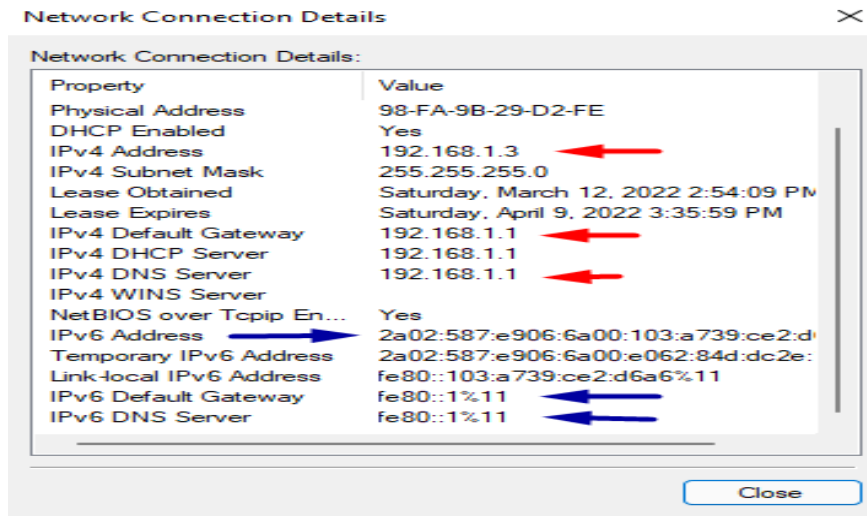 Network Connection Details
Network Connection Details:
Property Value
Physical Address 98-FA-9B-29-D2-FE
DHCP Enabled Yes
IPv4 Address 192.168.1.3
IPv4 Subnet Mask 255.255.255.0
Lease Obtained Saturday, March 12, 2022 2:54:09 PM
Lease Expires Saturday, April 9, 2022 3:35:59 PM
IPv4 Default Gateway 192.168.1.1
IPv4 DHCP Server 192.168.1.1
IPv4 DNS Server 192.168.1.1
IPv4 WINS Server
NetBIOS over Tcpip En... Yes
IPv6 Address 2a02:587:e906:6a00:103:a739:ce2:d
Temporary IPv6 Address 2a02:587:e906:6a00:e062:84d:dc2e:
Link-local IPv6 Address fe80::103:a739:ce2:d6a6%11
IPv6 Default Gateway fe80::1%11
IPv6 DNS Server fe80::1%11
Close